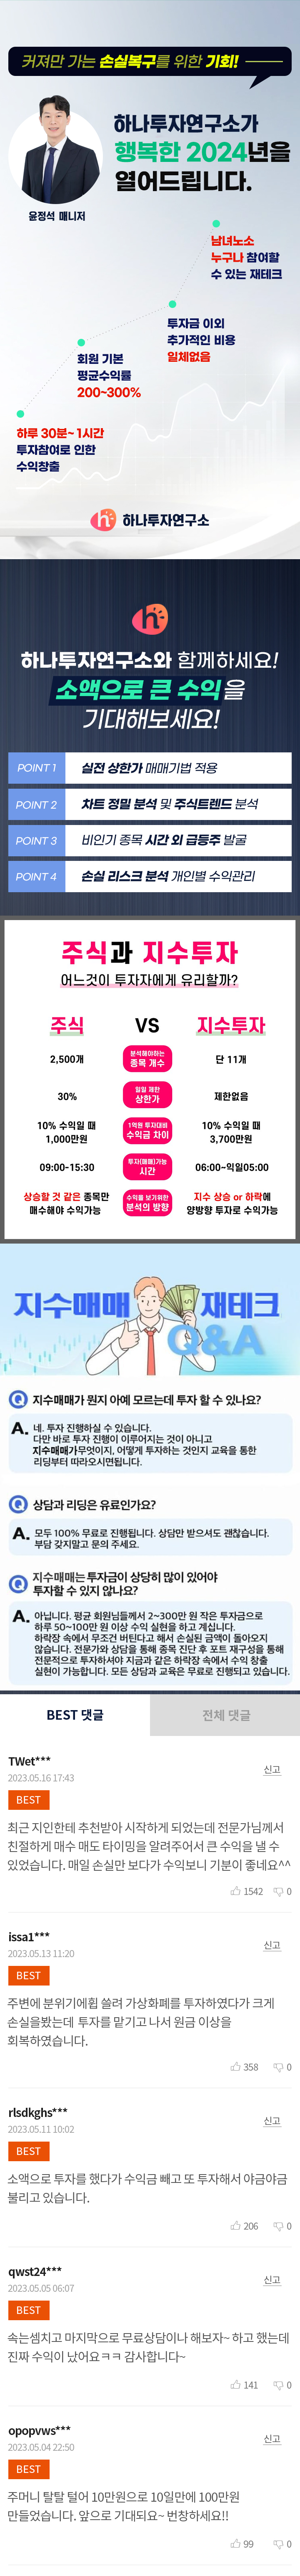 커져만 가는 손실복구를 위한 기회!
하나투자연구소가
행복한 2024년을
열어드립니다.
윤정석 매니저
남녀노소
누구나 참여할
수 있는 재테크
투자금 이외
추가적인 비용
일체없음
회원 기본
평균수익률
200~300%
하루 30분~ 1시간
투자참여로 인한
수익창출
하나투자연구소
하나투자연구소와 함께하세요!
소액으로 큰 수익을
기대해보세요!
POINT 1 실전 상한가 매매기법 적용
POINT 2 차트 정밀 분석 및 주식트렌드 분석
POINT 3 비인기 종목 시간 외 급등주 발굴
POINT 4 손실 리스크 분석 개인별 수익관리
주식과 지수투자
어느것이 투자자에게 유리할까?
주식 VS 지수투자
2,500개 분석해야하는 종목 개수 단 11개
30% 일일 제한 상한가 제한없음
10% 수익일 때 1,000만원 1억원 투자대비 수익금 차이 10% 수익일 때 3,700만원
09:00-15:30 투자(매매)가능 시간 06:00~익일05:00
상승할 것 같은 종목만 매수해야 수익가능 수익을 보기위한 분석의 방향 지수 상승 or 하락에 양방향 투자로 수익가능
지수매매 재테크
Q&A
Q 지수매매가 뭔지 아예 모르는데 투자 할 수 있나요?
A. 네. 투자 진행하실 수 있습니다.
다만 바로 투자 진행이 이루어지는 것이 아니고
지수매매가무엇이지, 어떻게 투자하는 것인지 교육을 통한
리딩부터 따라오시면됩니다.
Q 상담과 리딩은 유료인가요?
A. 모두 100% 무료로 진행됩니다. 상담만 받으셔도 괜찮습니다.
부담 갖지말고 문의 주세요.
Q 지수매매는 투자금이 상당히 많이 있어야
투자할 수 있지 않나요?
A. 아닙니다. 평균 회원님들께서 2~300만 원 작은 투자금으로
하루 50~100만 원 이상 수익 실현을 하고 계십니다.
하락장 속에서 무조건 버틴다고 해서 손실된 금액이 돌아오지
않습니다. 전문가와 상담을 통해 종목 진단 후 포트 재구성을 통해
전문적으로 투자하셔야 지금과 같은 하락장 속에서 수익 창출
실현이 가능합니다. 모든 상담과 교육은 무료로 진행되고 있습니다.
BEST 댓글 전체 댓글
TWet***
신고
2023.05.16 17:43
BEST
최근 지인한테 추천받아 시작하게 되었는데 전문가님께서
친절하게 매수 매도 타이밍을 알려주어서 큰 수익을 낼 수
있었습니다. 매일 손실만 보다가 수익보니 기분이 좋네요^^
1542 0
issa1***
신고
2023.05.13 11:20
BEST
주변에 분위기에휩 쓸려 가상화폐를 투자하였다가 크게
손실을봤는데 투자를 맡기고 나서 원금 이상을
회복하였습니다.
358 0
rlsdkghs***
신고
2023.05.11 10:02
BEST
소액으로 투자를 했다가 수익금 빼고 또 투자해서 야금야금
불리고 있습니다.
206 0
qwst24***
신고
2023.05.05 06:07
BEST
속는셈치고 마지막으로 무료상담이나 해보자~ 하고 했는데
진짜 수익이 났어요ㅋㅋ 감사합니다~
141 0
opopvws***
신고
2023.05.04 22:50
BEST
주머니 탈탈 털어 10만원으로 10일만에 100만원
만들었습니다. 앞으로 기대되요~ 번창하세요!!
99 0